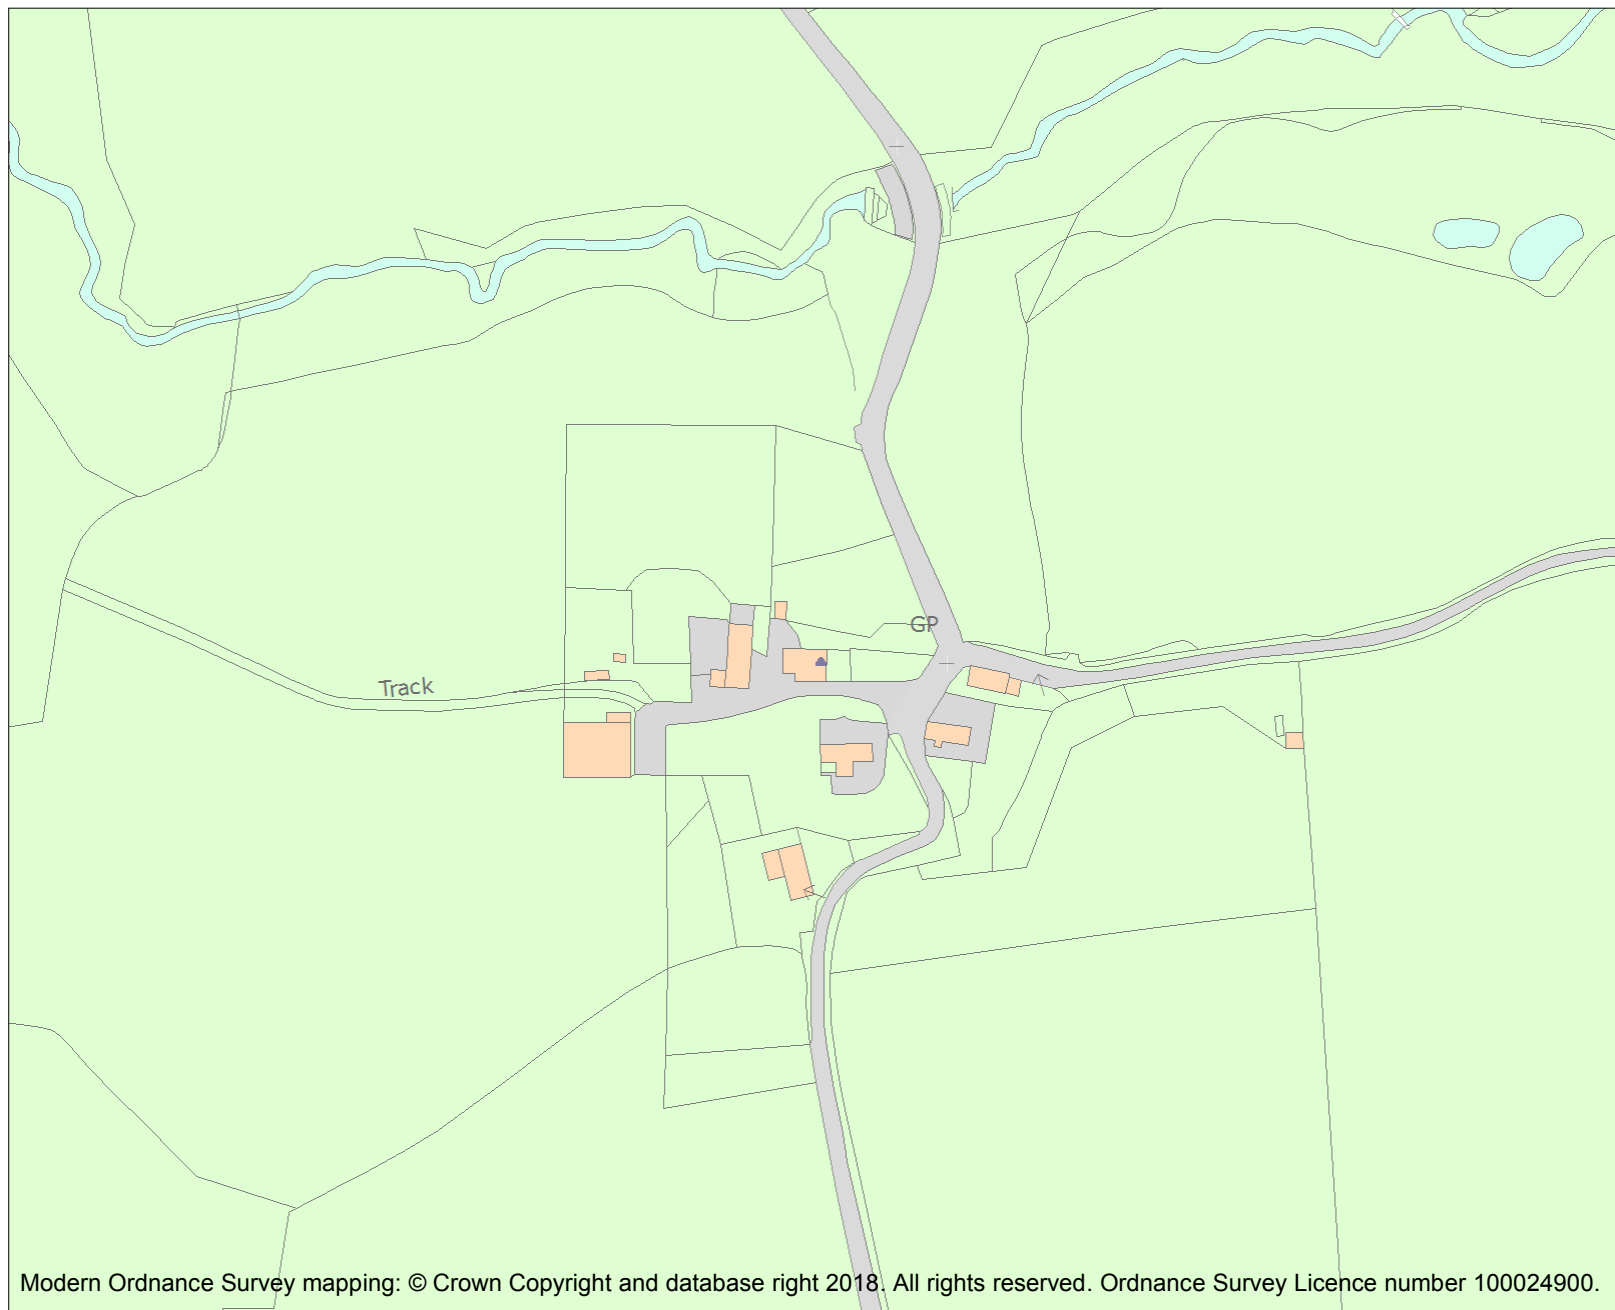 GP
Track
Modern Ordnance Survey mapping: © Crown Copyright and database right 2018. All rights reserved. Ordnance Survey Licence number 100024900.